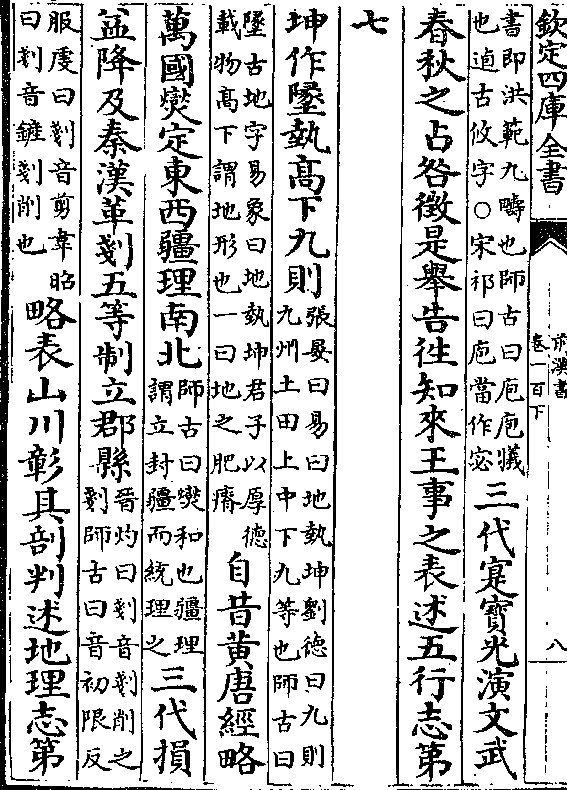 欽定四庫全書
前漢書
卷一百下
八
書即洪範九疇也師古曰庖庖犧
也逌古攸字○宋祁曰庖當作宓
三代寔寶光演文武
春秋之占咎徵是舉告徃知來王事之表述五行志第
七
坤作墬埶髙下九則
張晏曰易曰地埶坤劉德曰九則
九州土田上中下九等也師古曰
墬古地字易象曰地埶坤君子以厚德
載物髙下謂地形也一曰地之肥瘠
自昔黃唐經略
萬國爕定東西疆理南北
師古曰爕和也疆理
謂立封疆而統理之
三代損
益降及秦漢革剗五等制立郡縣
晉灼曰剗音剗削之
剗師古曰音初限反
服虔曰剗音剪韋昭
曰剗音鏟剗削也
略表山川彰其剖判述地理志第